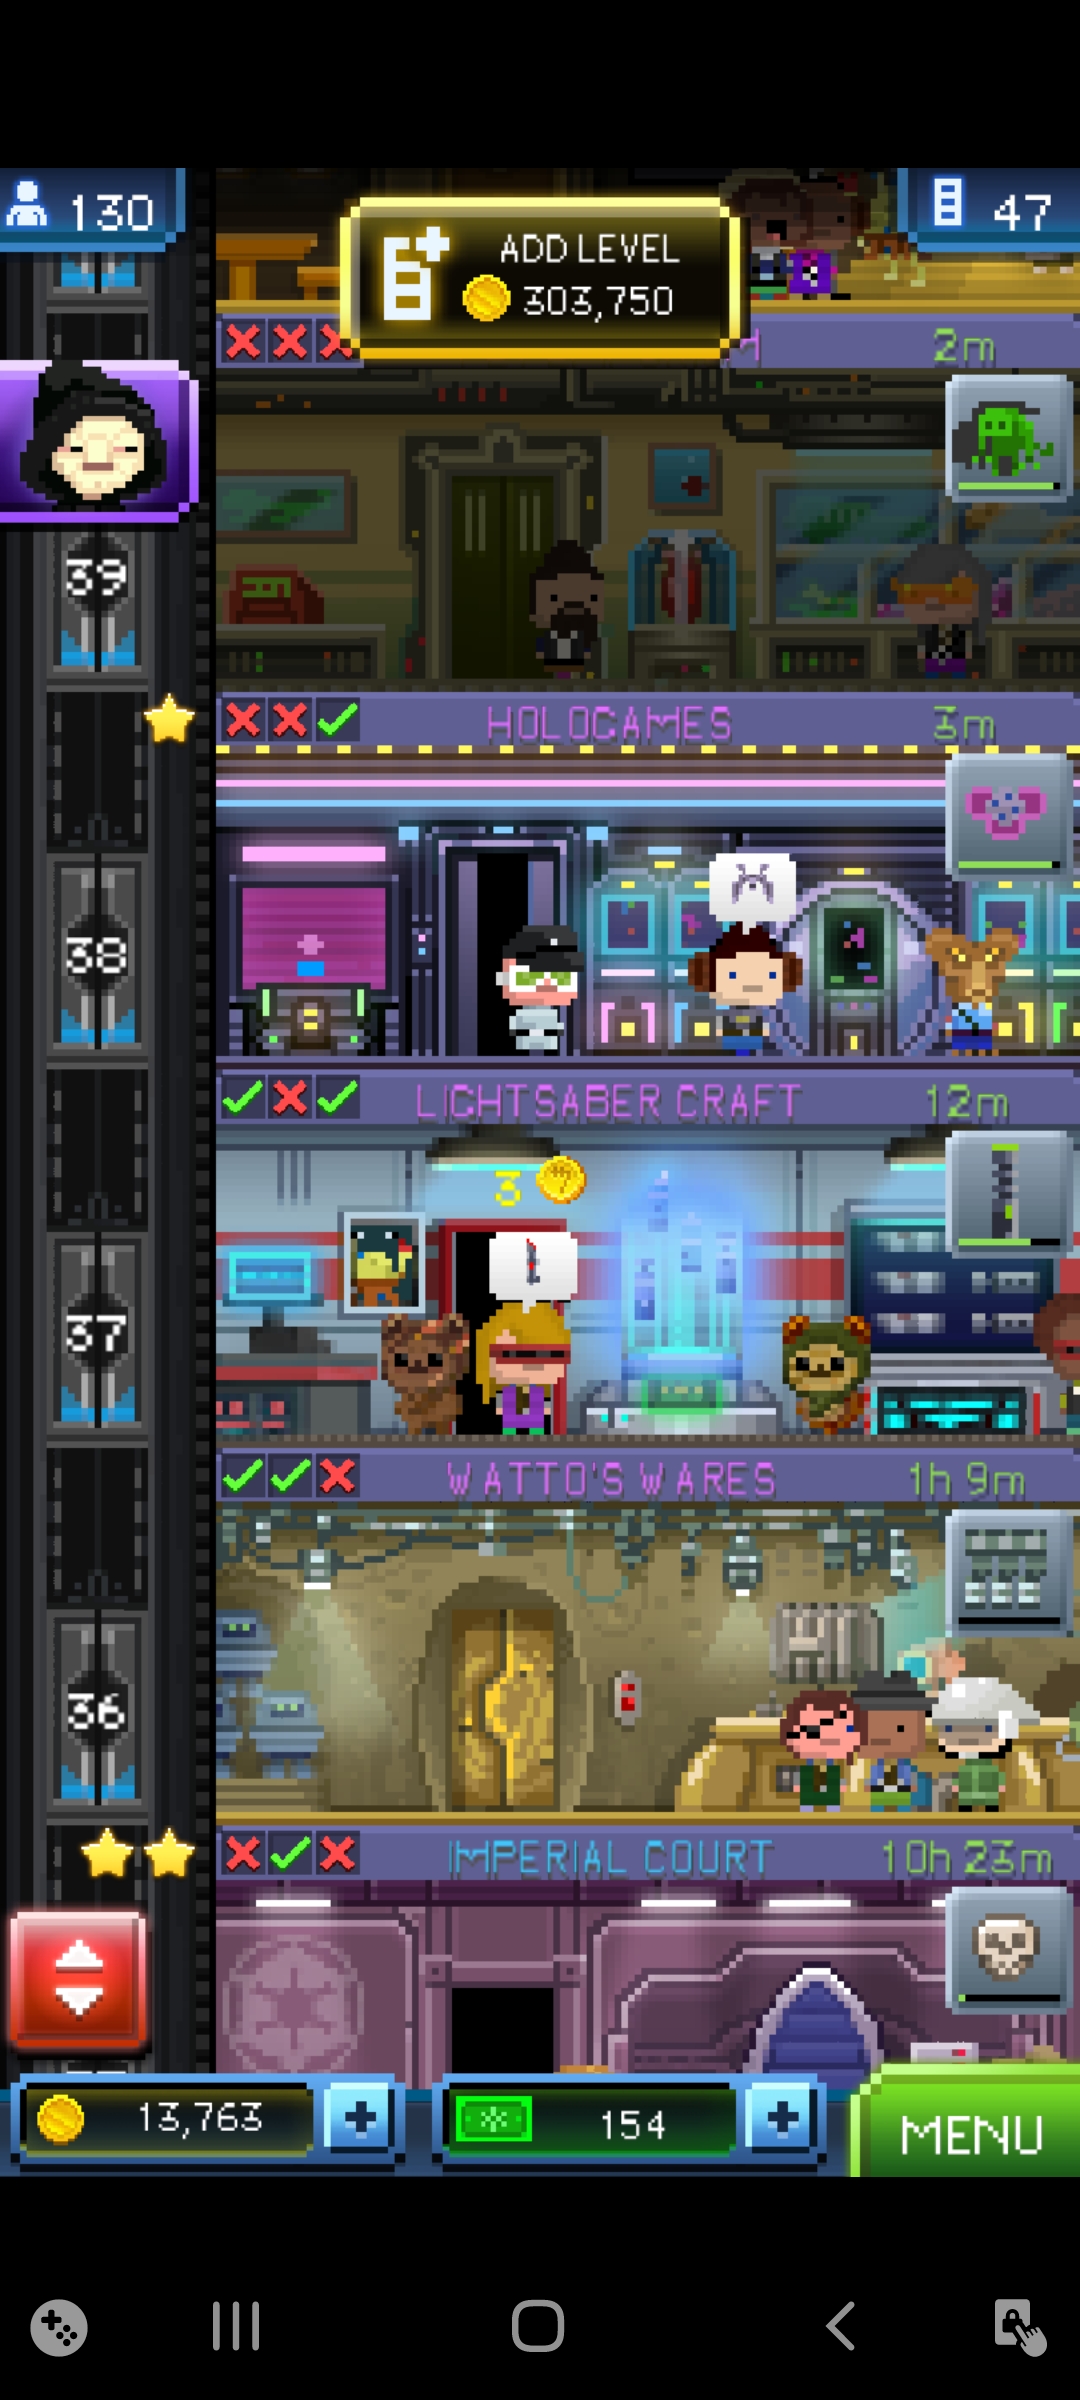 130
ADD LEVEL
303,750
47
2m
39
HOLOGAMES 3m
38
LIGHTSABER CRAFT 12m
3
37
WATTO'S WARES 1h 9m
36
IMPERIAL COURT 10h 23m
13,763
154
MENU